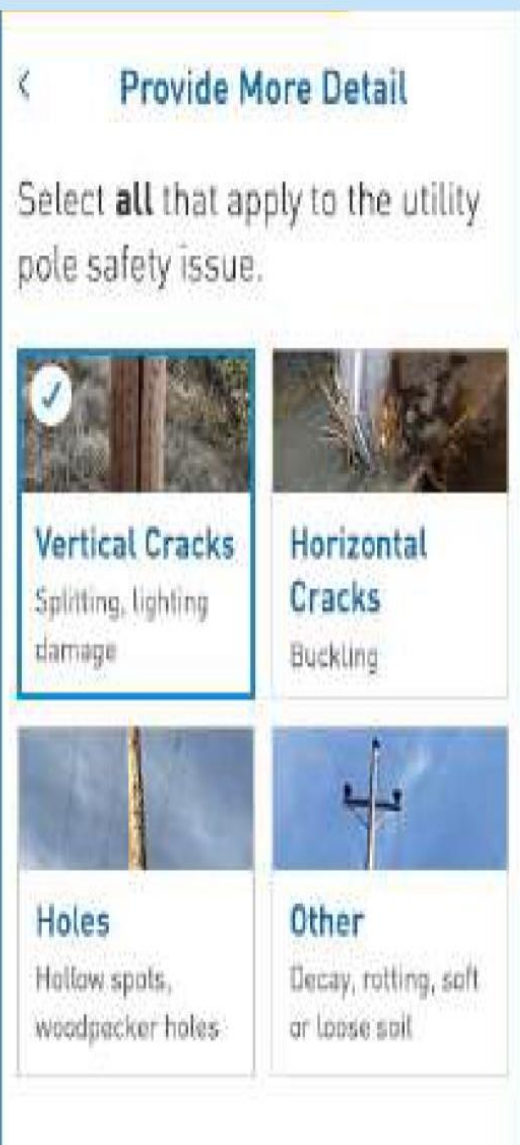 Provide More Detail
Select all that apply to the utility
pole safety issue.
Vertical Cracks
Splitting, lighting
damage
Horizontal
Cracks
Buckling
Holes
Hollow spots,
woodpecker holes
Other
Decay, rotting, soft
or loose soil